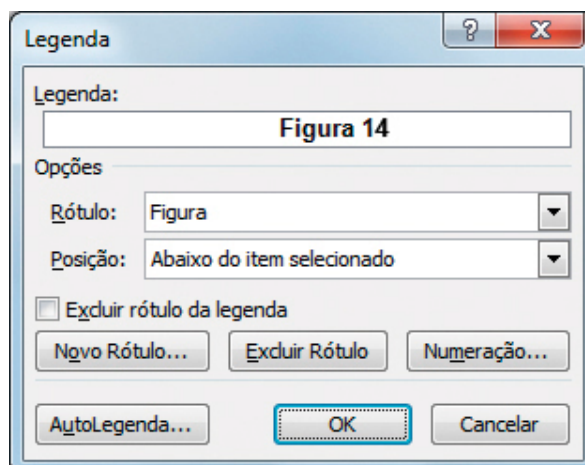 Legenda
Legenda:
Figura 14
Opções
Rótulo: Figura
Posição: Abaixo do item selecionado
Excluir rótulo da legenda
Novo Rótulo... Excluir Rótulo Numeração...
AutoLegenda... OK Cancelar